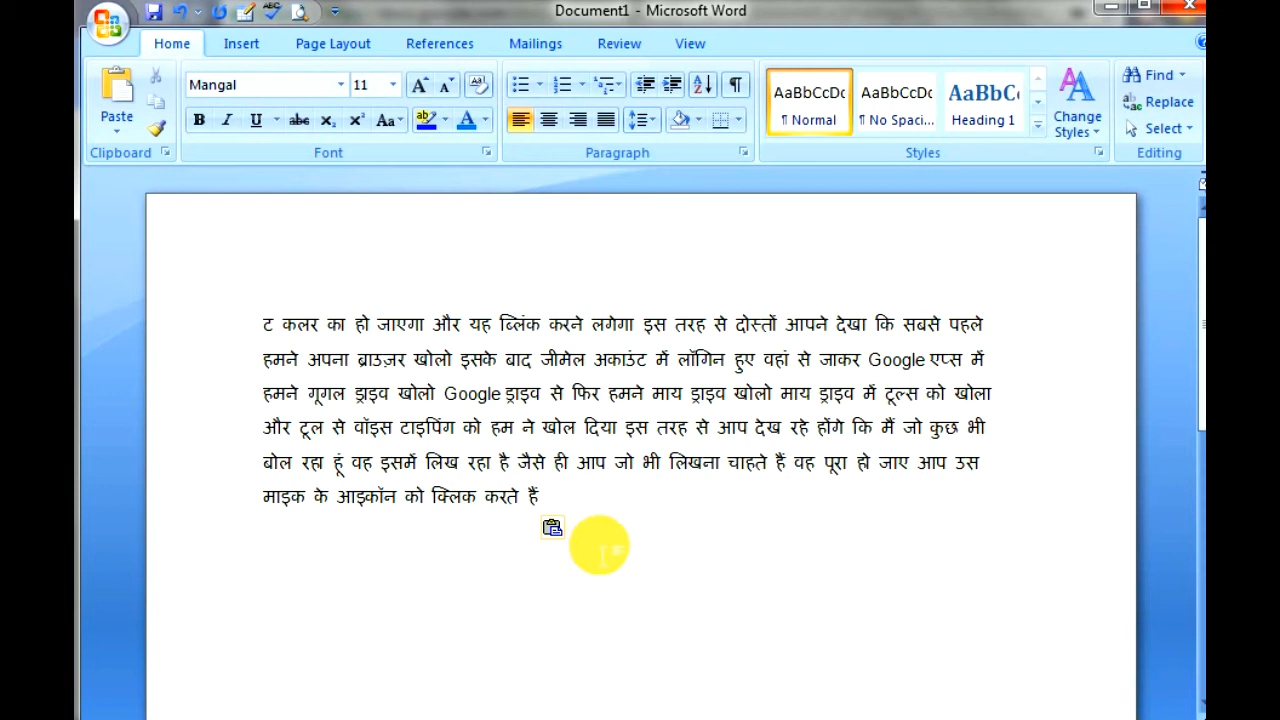 Document1 - Microsoft Word
Home Insert Page Layout References Mailings Review View
Mangal 11
Find
Paste
AaBbCcDc AaBbCcDc AaBbCc
Replace
¶ Normal ¶ No Spaci... Heading 1
Change Styles
Select
Clipboard Font Paragraph Styles Editing
ट कलर का हो जाएगा और यह ब्लिंक करने लगेगा इस तरह से दोस्तों आपने देखा कि सबसे पहले
हमने अपना ब्राउज़र खोलो इसके बाद जीमेल अकाउंट में लॉगिन हुए वहां से जाकर Google एप्स में
हमने गूगल ड्राइव खोलो Google ड्राइव से फिर हमने माय ड्राइव खोलो माय ड्राइव में टूल्स को खोला
और टूल से वॉइस टाइपिंग को हम ने खोल दिया इस तरह से आप देख रहे होंगे कि मैं जो कुछ भी
बोल रहा हूं वह इसमें लिख रहा है जैसे ही आप जो भी लिखना चाहते हैं वह पूरा हो जाए आप उस
माइक के आइकॉन को क्लिक करते हैं